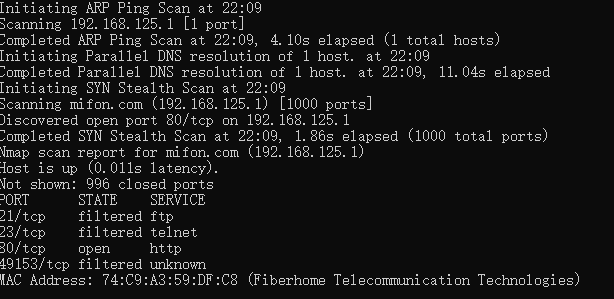 Initiating ARP Ping Scan at 22:09
Scanning 192.168.125.1 [1 port]
Completed ARP Ping Scan at 22:09, 4.10s elapsed (1 total hosts)
Initiating Parallel DNS resolution of 1 host. at 22:09
Completed Parallel DNS resolution of 1 host. at 22:09, 11.04s elapsed
Initiating SYN Stealth Scan at 22:09
Scanning mifon.com (192.168.125.1) [1000 ports]
Discovered open port 80/tcp on 192.168.125.1
Completed SYN Stealth Scan at 22:09, 1.86s elapsed (1000 total ports)
Nmap scan report for mifon.com (192.168.125.1)
Host is up (0.011s latency).
Not shown: 996 closed ports
PORT STATE SERVICE
21/tcp filtered ftp
23/tcp filtered telnet
80/tcp open http
49153/tcp filtered unknown
MAC Address: 74:C9:A3:59:DF:C8 (Fiberhome Telecommunication Technologies)